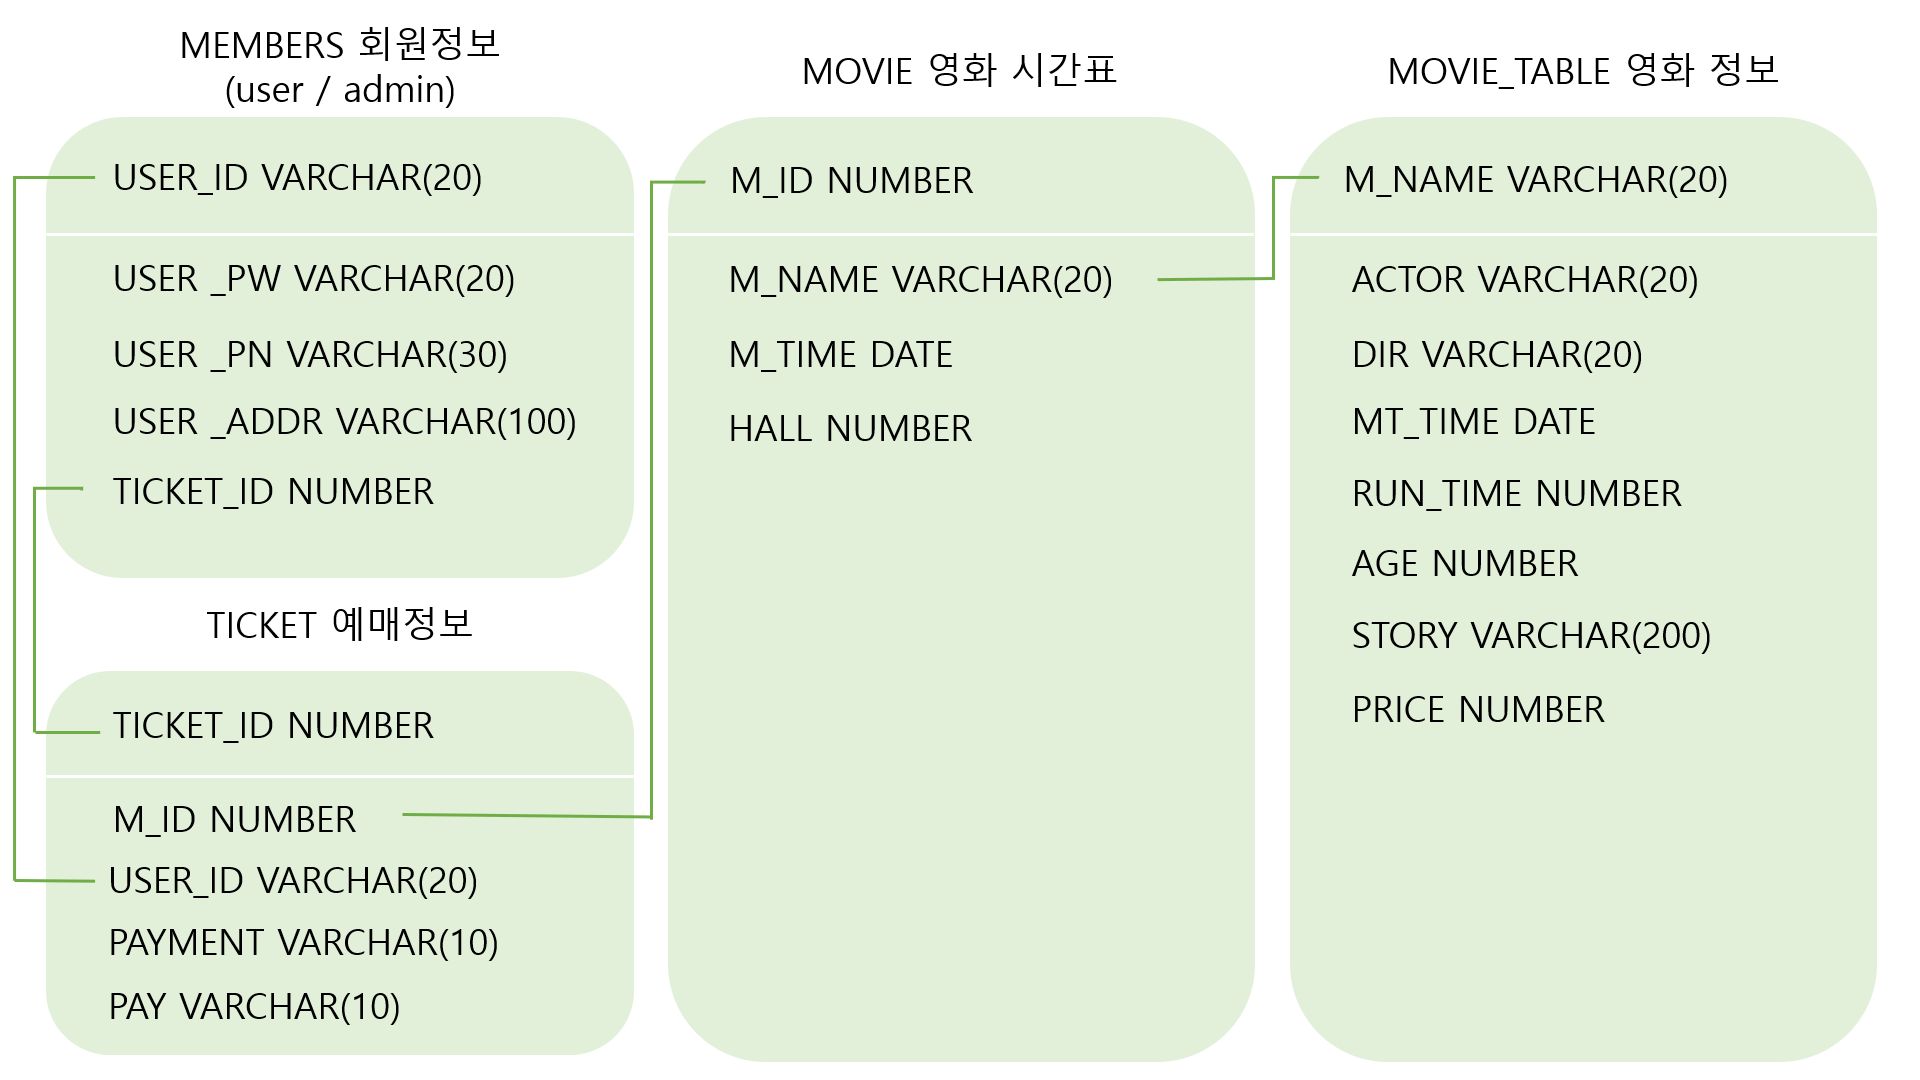 MEMBERS 회원정보
(user / admin)
USER_ID VARCHAR(20)
USER _PW VARCHAR(20)
USER _PN VARCHAR(30)
USER _ADDR VARCHAR(100)
TICKET_ID NUMBER
TICKET 예매정보
TICKET_ID NUMBER
M_ID NUMBER
USER_ID VARCHAR(20)
PAYMENT VARCHAR(10)
PAY VARCHAR(10)
MOVIE 영화 시간표
M_ID NUMBER
M_NAME VARCHAR(20)
M_TIME DATE
HALL NUMBER
MOVIE_TABLE 영화 정보
M_NAME VARCHAR(20)
ACTOR VARCHAR(20)
DIR VARCHAR(20)
MT_TIME DATE
RUN_TIME NUMBER
AGE NUMBER
STORY VARCHAR(200)
PRICE NUMBER